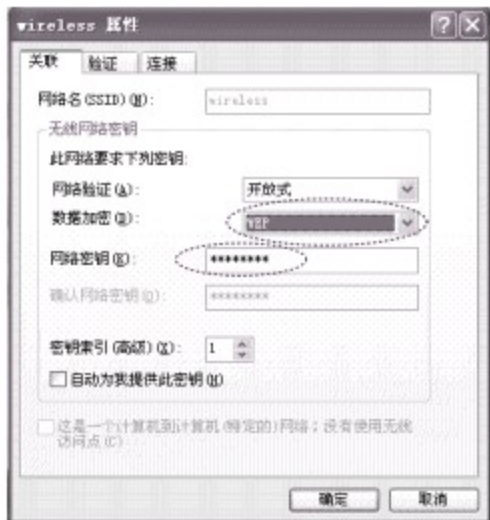 wireless 属性
关联 验证 连接
网络名(SSID)(N): wireless
无线网络密钥
此网络要求下列密钥:
网络验证(A): 开放式
数据加密(D): WEP
网络密钥(K): ********
确认网络密钥(O): ********
密钥索引(高级)(X): 1
自动为我提供此密钥(H)
这是一个计算机到计算机(特定的)网络；没有使用无线
访问点(C)
确定 取消